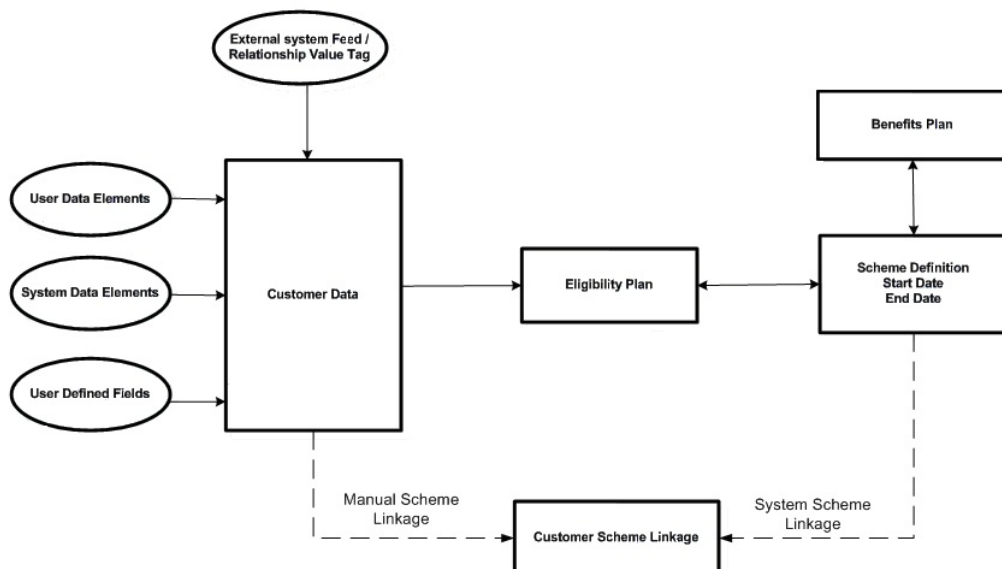 External system Feed /
Relationship Value Tag
Benefits Plan
User Data Elements
System Data Elements
Customer Data
Eligibility Plan
Scheme Definition
Start Date
End Date
User Defined Fields
Manual Scheme
Linkage
System Scheme
Linkage
Customer Scheme Linkage